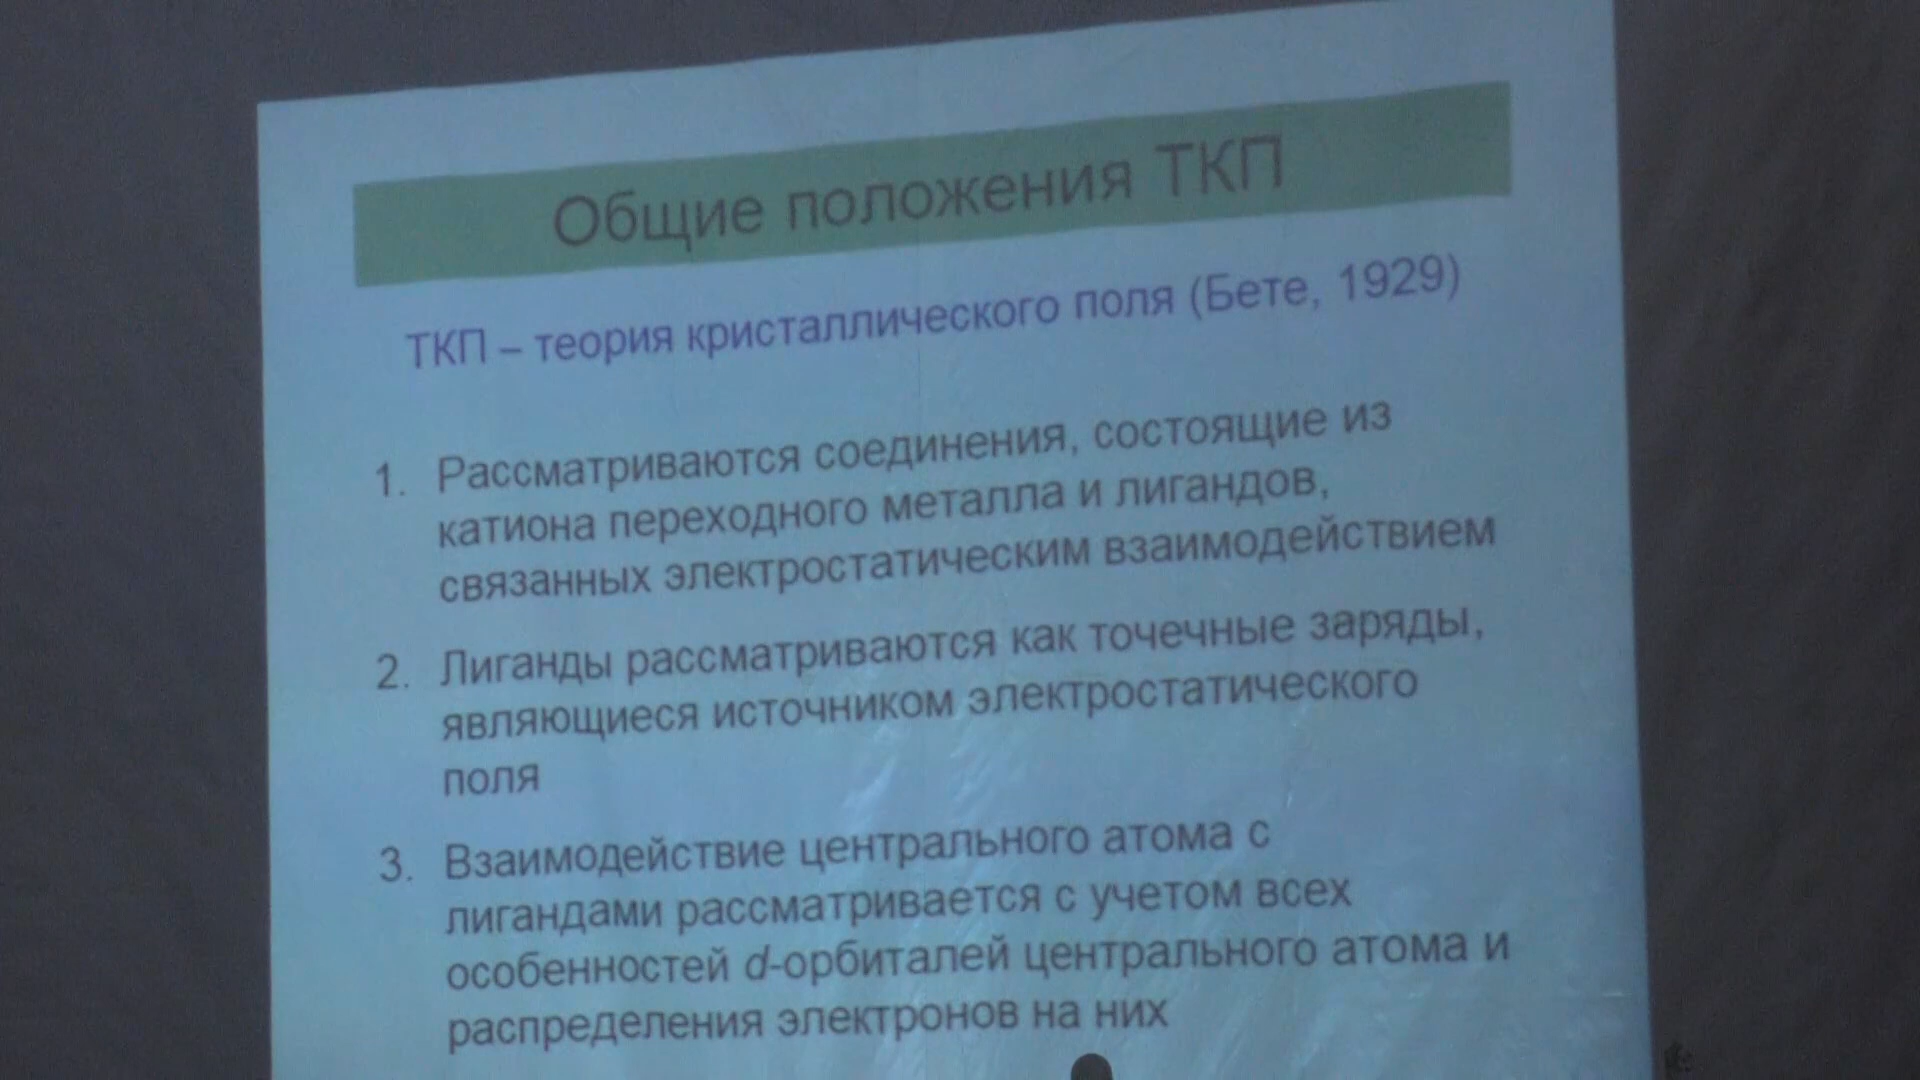 Общие положения ТКП
ТКП – теория кристаллического поля (Бете, 1929)
1. Рассматриваются соединения, состоящие из
катиона переходного металла и лигандов,
связанных электростатическим взаимодействием
2. Лиганды рассматриваются как точечные заряды,
являющиеся источником электростатического
поля
3. Взаимодействие центрального атома с
лигандами рассматривается с учетом всех
особенностей d-орбиталей центрального атома и
распределения электронов на них